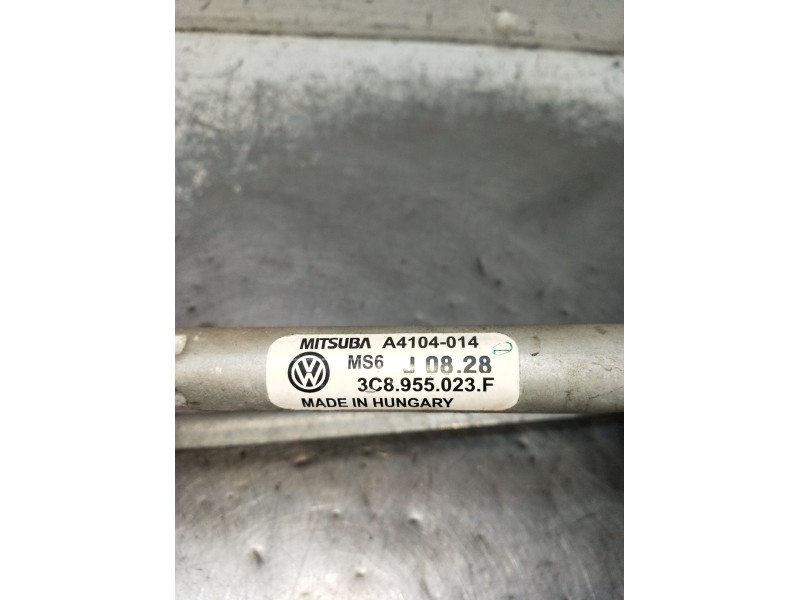 MITSUBA A4104-014
MS6 J 08.28
3C8.955.023.F
MADE IN HUNGARY